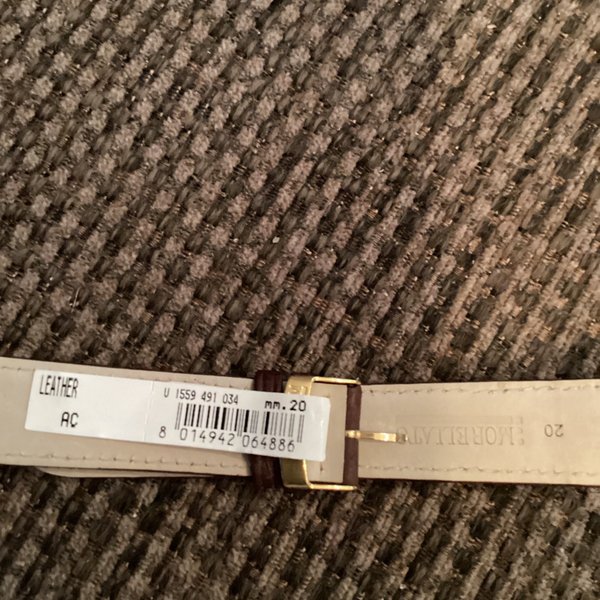 LEATHER
AC
U 1559 491 034
mm.20
8 014942 064886
MORELLATO
20